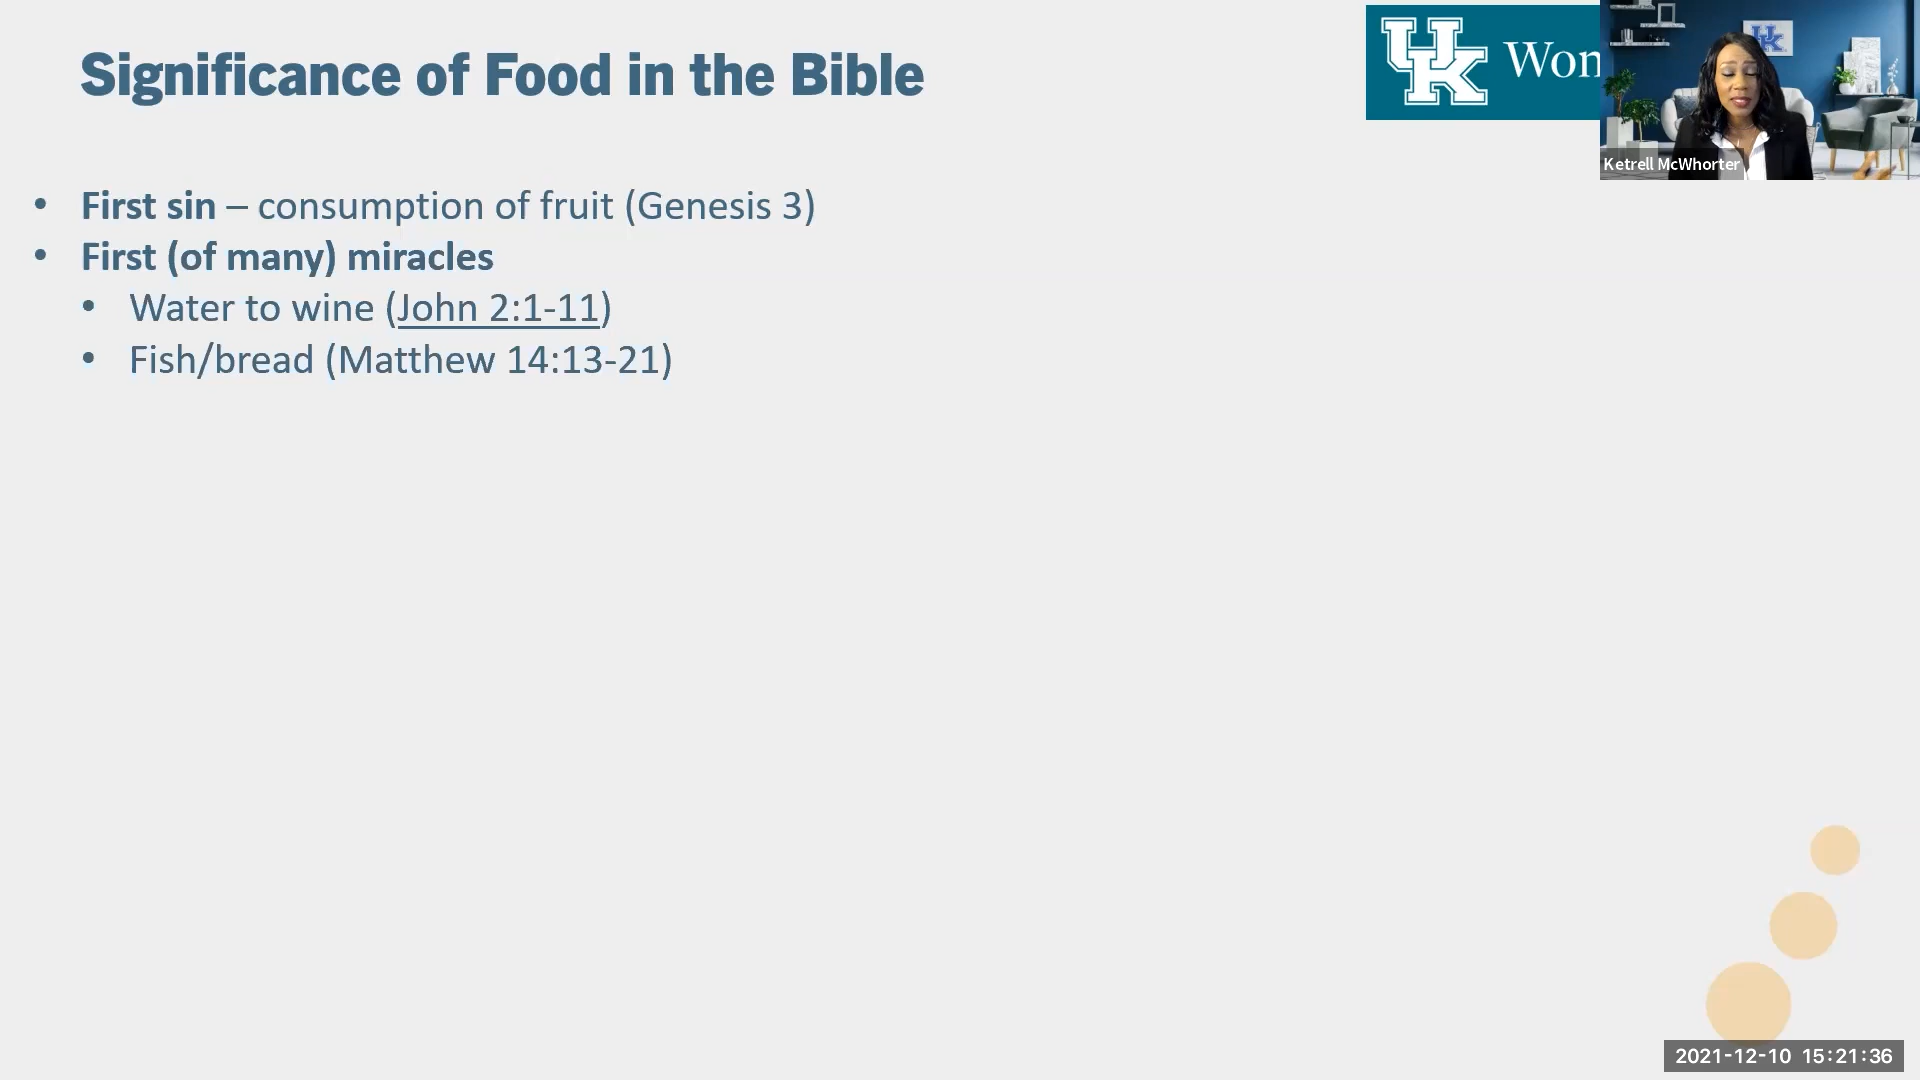 Significance of Food in the Bible
UK Won
UK
Ketrell McWhorter
• First sin – consumption of fruit (Genesis 3)
• First (of many) miracles
• Water to wine (John 2:1-11)
• Fish/bread (Matthew 14:13-21)
2021-12-10 15:21:36